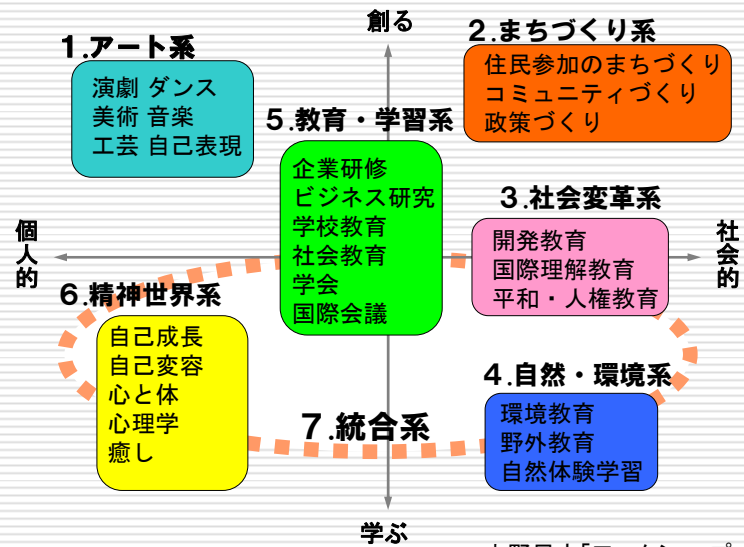 創る
1.アート系
演劇 ダンス
美術 音楽
工芸 自己表現
2.まちづくり系
住民参加のまちづくり
コミュニティづくり
政策づくり
5.教育・学習系
企業研修
ビジネス研究
学校教育
社会教育
学会
国際会議
3.社会変革系
開発教育
国際理解教育
平和・人権教育
個人的
社会的
6.精神世界系
自己成長
自己変容
心と体
心理学
癒し
4.自然・環境系
環境教育
野外教育
自然体験学習
7.統合系
学ぶ